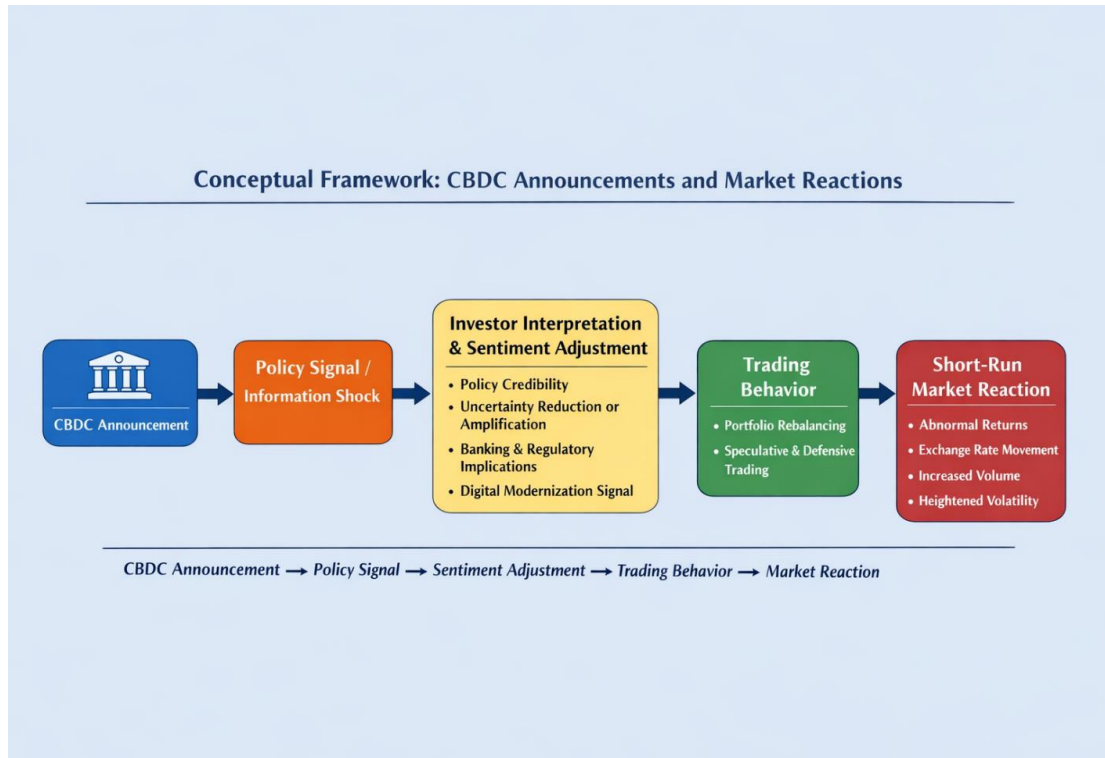 Conceptual Framework: CBDC Announcements and Market Reactions
CBDC Announcement
Policy Signal /
Information Shock
Investor Interpretation
& Sentiment Adjustment
• Policy Credibility
• Uncertainty Reduction or
Amplification
• Banking & Regulatory
Implications
• Digital Modernization Signal
Trading
Behavior
• Portfolio Rebalancing
• Speculative & Defensive
Trading
Short-Run
Market Reaction
• Abnormal Returns
• Exchange Rate Movement
• Increased Volume
• Heightened Volatility
CBDC Announcement → Policy Signal → Sentiment Adjustment → Trading Behavior → Market Reaction